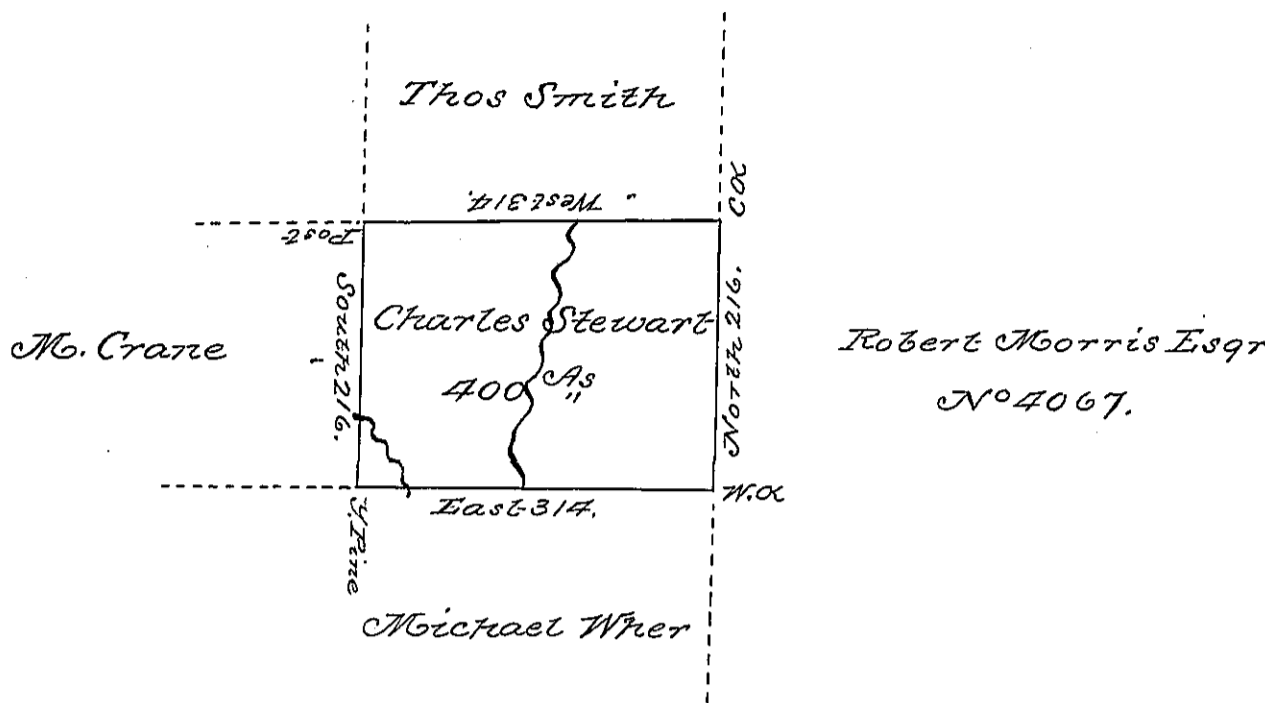 Thos Smith
West 314.
CO
Post
South 216.
Charles Stewart
400 As
North 216.
M. Crane
Robert Morris Esqr
No 4067.
W.O
East 314.
Y. Pine
Michael Wher